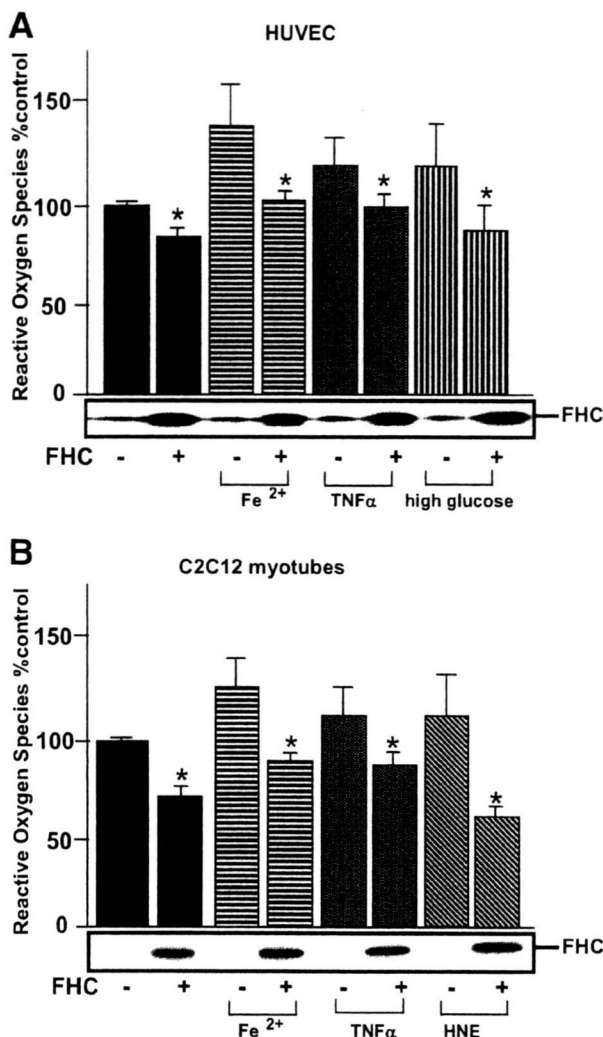 A
HUVEC
Reactive Oxygen Species %control
150
100
50
0
FHC
FHC - + - + - + - +
Fe 2+ TNFα high glucose
B
C2C12 myotubes
Reactive Oxygen Species %control
150
100
50
0
* * * *
* * * *
FHC
FHC - + - + - + - +
Fe 2+ TNFα HNE